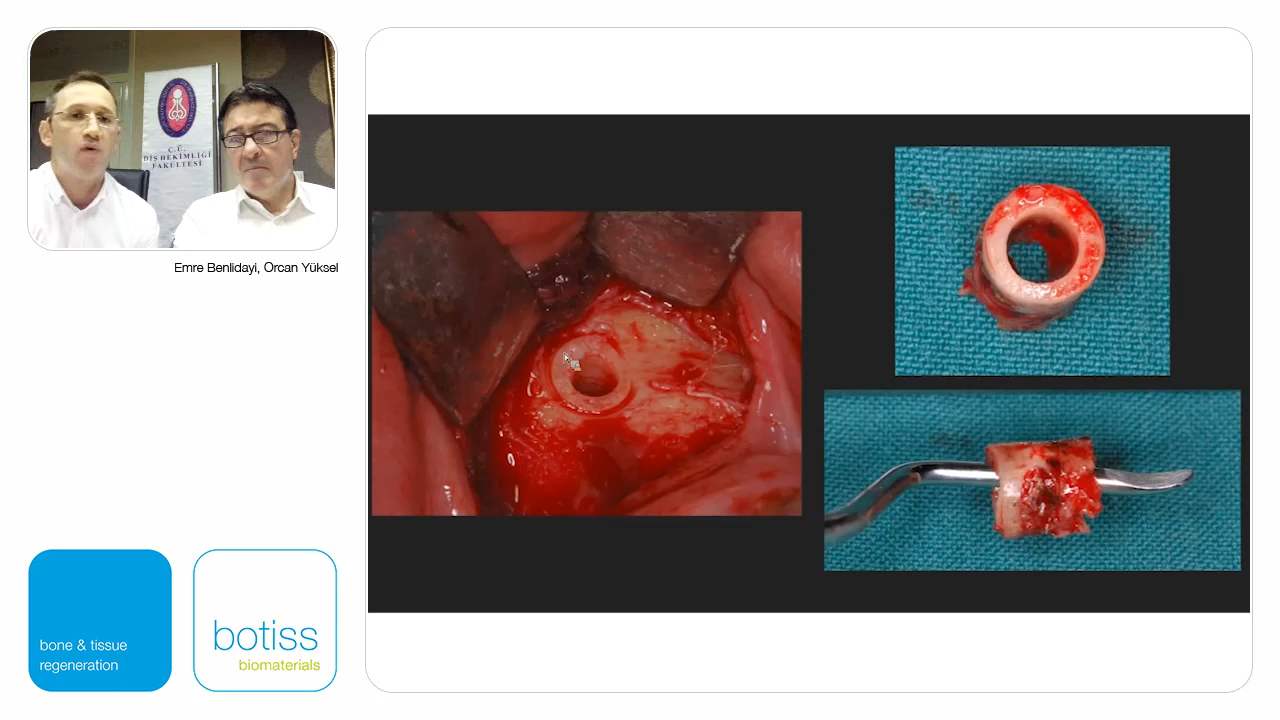 C.Ü.
DİŞ HEKİMLİĞİ
FAKÜLTESİ
Emre Benlidayi, Orcan Yüksel
bone & tissue
regeneration
botiss
biomaterials